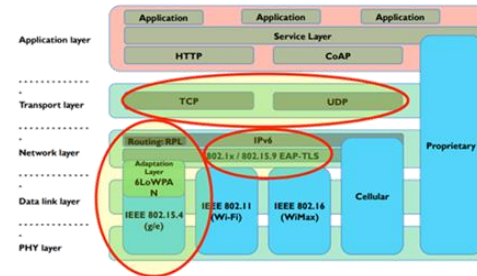 Application Application Application
Application layer
Service Layer
HTTP CoAP
- - - - - - - - - - - -
-
Transport layer
TCP UDP
- - - - - - - - - - - -
-
Network layer
Routing: RPL IPv6
802.1x / 802.15.9 EAP-TLS
Proprietary
Adaptation
Layer
6LoWPA
N
Cellular
- - - - - - - - - - - -
-
Data link layer
IEEE 802.15.4
(g/e)
IEEE 802.11
(Wi-Fi)
IEEE 802.16
(WiMax)
- - - - - - - - - - - -
-
PHY layer